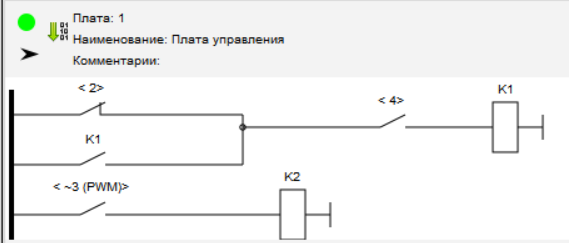 Плата: 1
Наименование: Плата управления
Комментарии:
< 2>
< 4>
K1
K1
< ~3 (PWM)>
K2